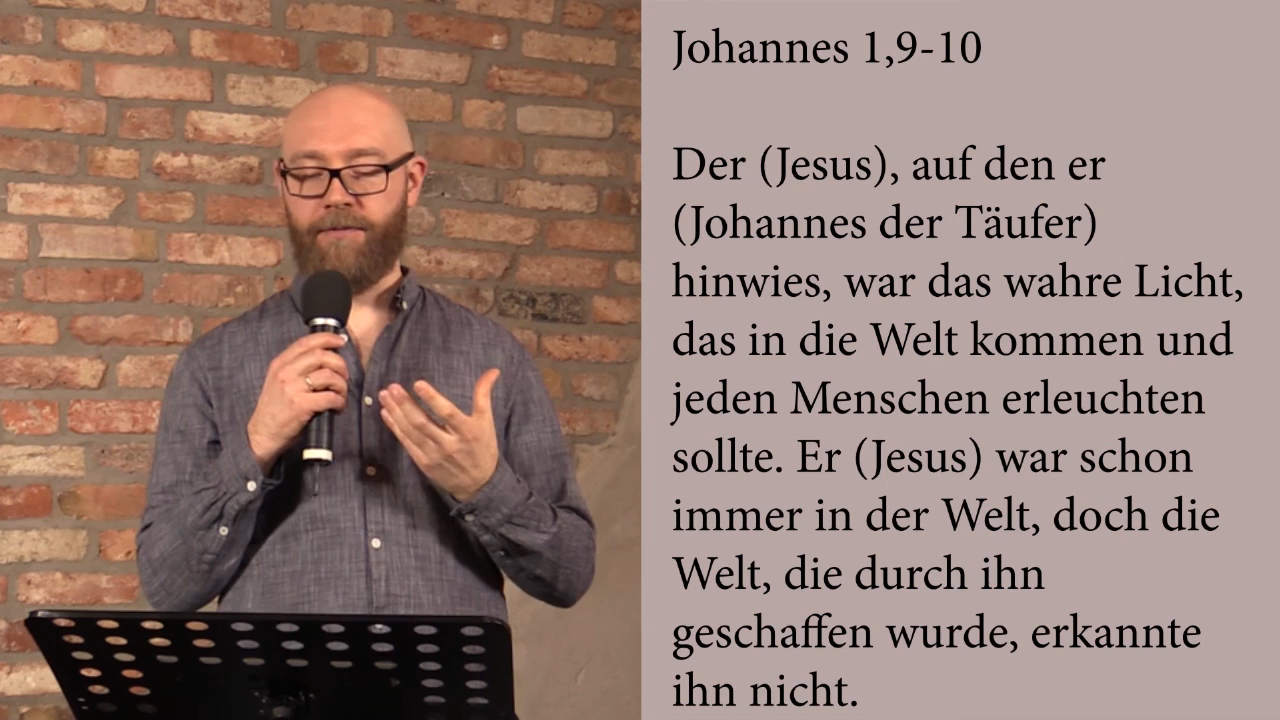 Johannes 1,9-10
Der (Jesus), auf den er
(Johannes der Täufer)
hinwies, war das wahre Licht,
das in die Welt kommen und
jeden Menschen erleuchten
sollte. Er (Jesus) war schon
immer in der Welt, doch die
Welt, die durch ihn
geschaffen wurde, erkannte
ihn nicht.